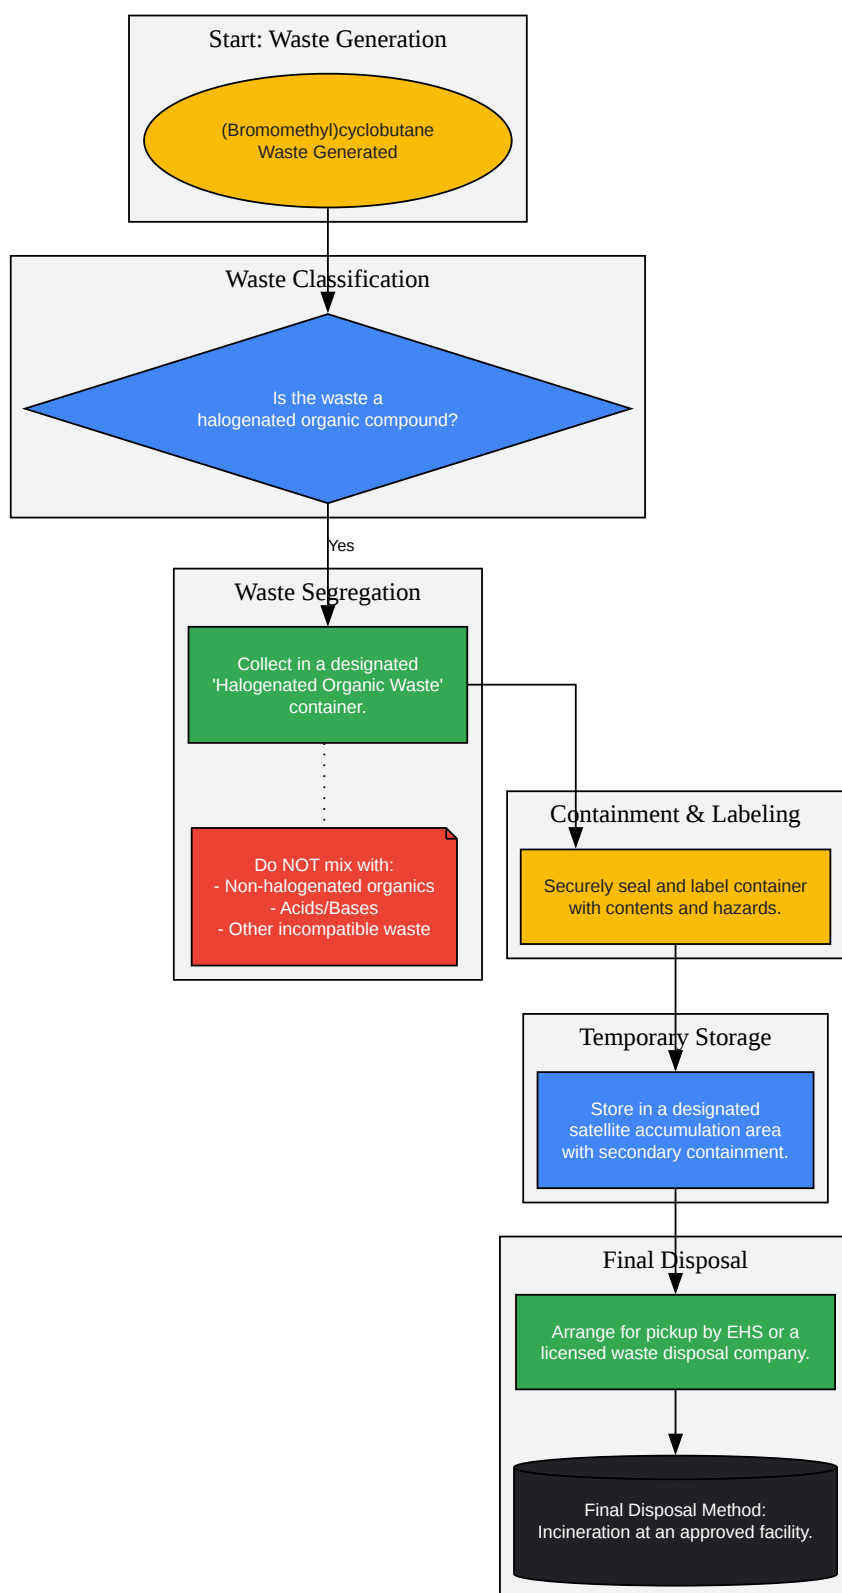 Start: Waste Generation
(Bromomethyl)cyclobutane
Waste Generated
Waste Classification
Is the waste a
halogenated organic compound?
Yes
Waste Segregation
Collect in a designated
'Halogenated Organic Waste'
container.
Do NOT mix with:
- Non-halogenated organics
- Acids/Bases
- Other incompatible waste
Containment & Labeling
Securely seal and label container
with contents and hazards.
Temporary Storage
Store in a designated
satellite accumulation area
with secondary containment.
Final Disposal
Arrange for pickup by EHS or a
licensed waste disposal company.
Final Disposal Method:
Incineration at an approved facility.